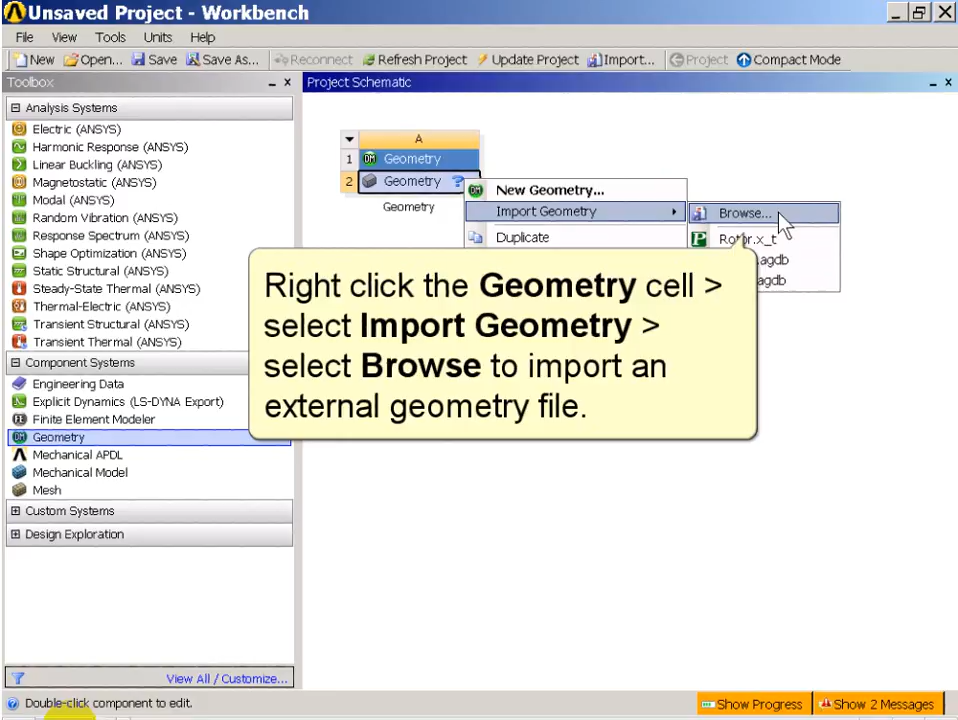 Unsaved Project - Workbench
File View Tools Units Help
New Open... Save Save As... Reconnect Refresh Project Update Project Import... Project Compact Mode
Toolbox
Project Schematic
Analysis Systems
Electric (ANSYS)
Harmonic Response (ANSYS)
Linear Buckling (ANSYS)
Magnetostatic (ANSYS)
Modal (ANSYS)
Random Vibration (ANSYS)
Response Spectrum (ANSYS)
Shape Optimization (ANSYS)
Static Structural (ANSYS)
Steady-State Thermal (ANSYS)
Thermal-Electric (ANSYS)
Transient Structural (ANSYS)
Transient Thermal (ANSYS)
Component Systems
Engineering Data
Explicit Dynamics (LS-DYNA Export)
Finite Element Modeler
Geometry
Mechanical APDL
Mechanical Model
Mesh
Custom Systems
Design Exploration
View All / Customize...
A
1 DM Geometry
2 Geometry ?
Geometry
DM New Geometry...
Import Geometry
Duplicate
Browse...
P Rotor.x_t
.agdb
agdb
Right click the Geometry cell >
select Import Geometry >
select Browse to import an
external geometry file.
Double-click component to edit.
Show Progress
Show 2 Messages